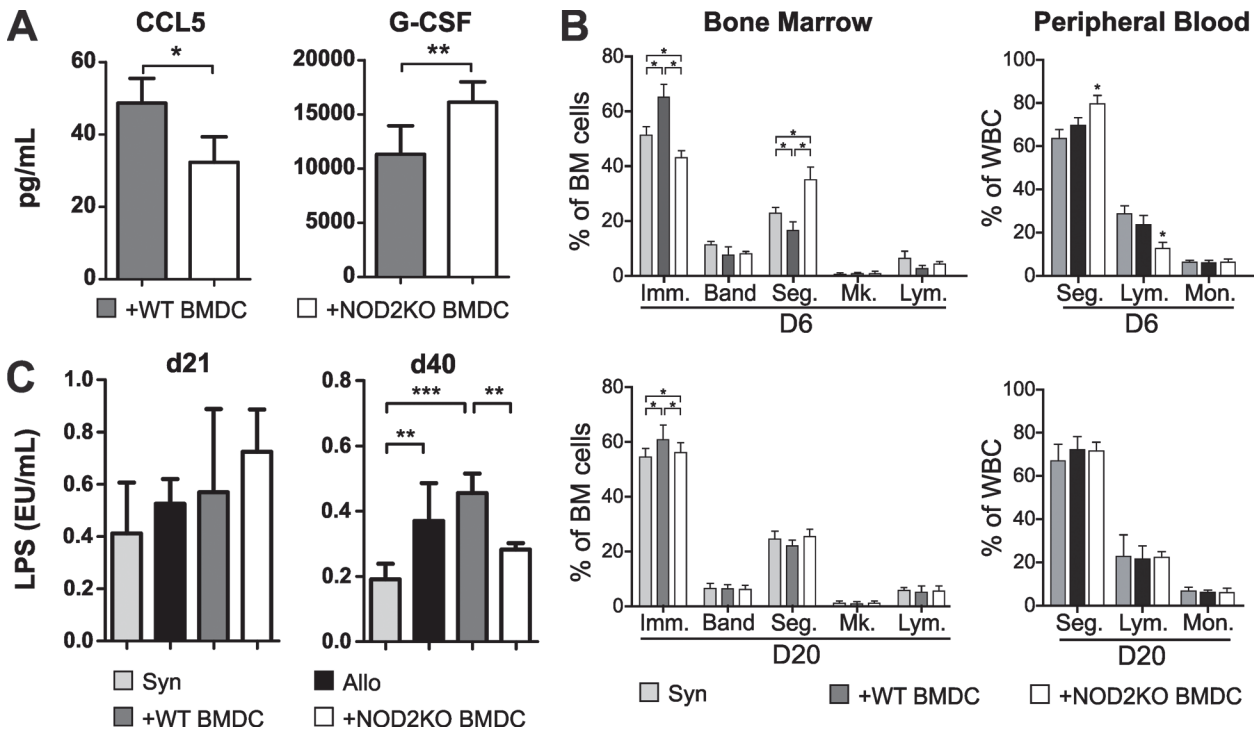 A
CCL5
G-CSF
pg/mL
60
40
20
0
*
20000
15000
10000
5000
0
**
+WT BMDC
+NOD2KO BMDC
B
Bone Marrow
Peripheral Blood
% of BM cells
80
60
40
20
0
*
* *
*
* *
Imm. Band Seg. Mk. Lym.
D6
% of WBC
100
80
60
40
20
0
*
*
Seg. Lym. Mon.
D6
C
d21
d40
LPS (EU/mL)
1.0
0.8
0.6
0.4
0.2
0.0
0.8
0.6
0.4
0.2
0.0
*** **
**
Syn
Allo
+WT BMDC
+NOD2KO BMDC
% of BM cells
80
60
40
20
0
*
* *
Imm. Band Seg. Mk. Lym.
D20
% of WBC
100
80
60
40
20
0
Seg. Lym. Mon.
D20
Syn
+WT BMDC
+NOD2KO BMDC